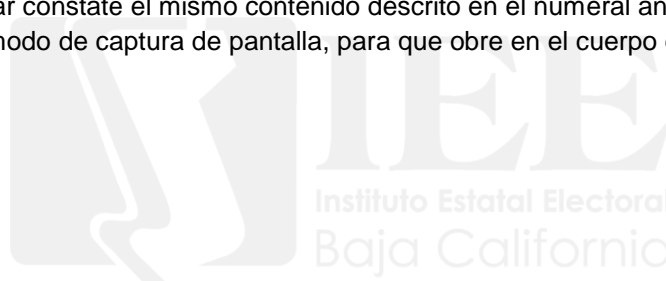 ar constate el mismo contenido descrito en el numeral an
modo de captura de pantalla, para que obre en el cuerpo
IEE
Instituto Estatal Electoral
Baja California